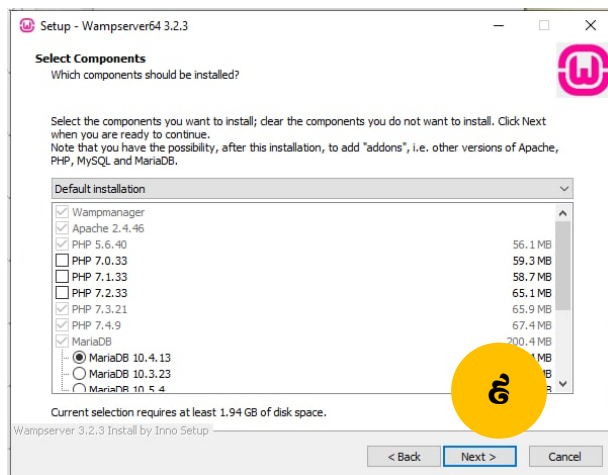 Setup - Wampserver64 3.2.3
Select Components
Which components should be installed?
Select the components you want to install; clear the components you do not want to install. Click Next
when you are ready to continue.
Note that you have the possibility, after this installation, to add "addons", i.e. other versions of Apache,
PHP, MySQL and MariaDB.
Default installation
Wampmanager
Apache 2.4.46
PHP 5.6.40 56.1 MB
PHP 7.0.33 59.3 MB
PHP 7.1.33 58.7 MB
PHP 7.2.33 65.1 MB
PHP 7.3.21 65.9 MB
PHP 7.4.9 67.4 MB
MariaDB 200.4 MB
MariaDB 10.4.13
MariaDB 10.3.23 MB
MariaDB 10.5.4
៥
Current selection requires at least 1.94 GB of disk space.
Wampserver 3.2.3 Install by Inno Setup
< Back Next > Cancel